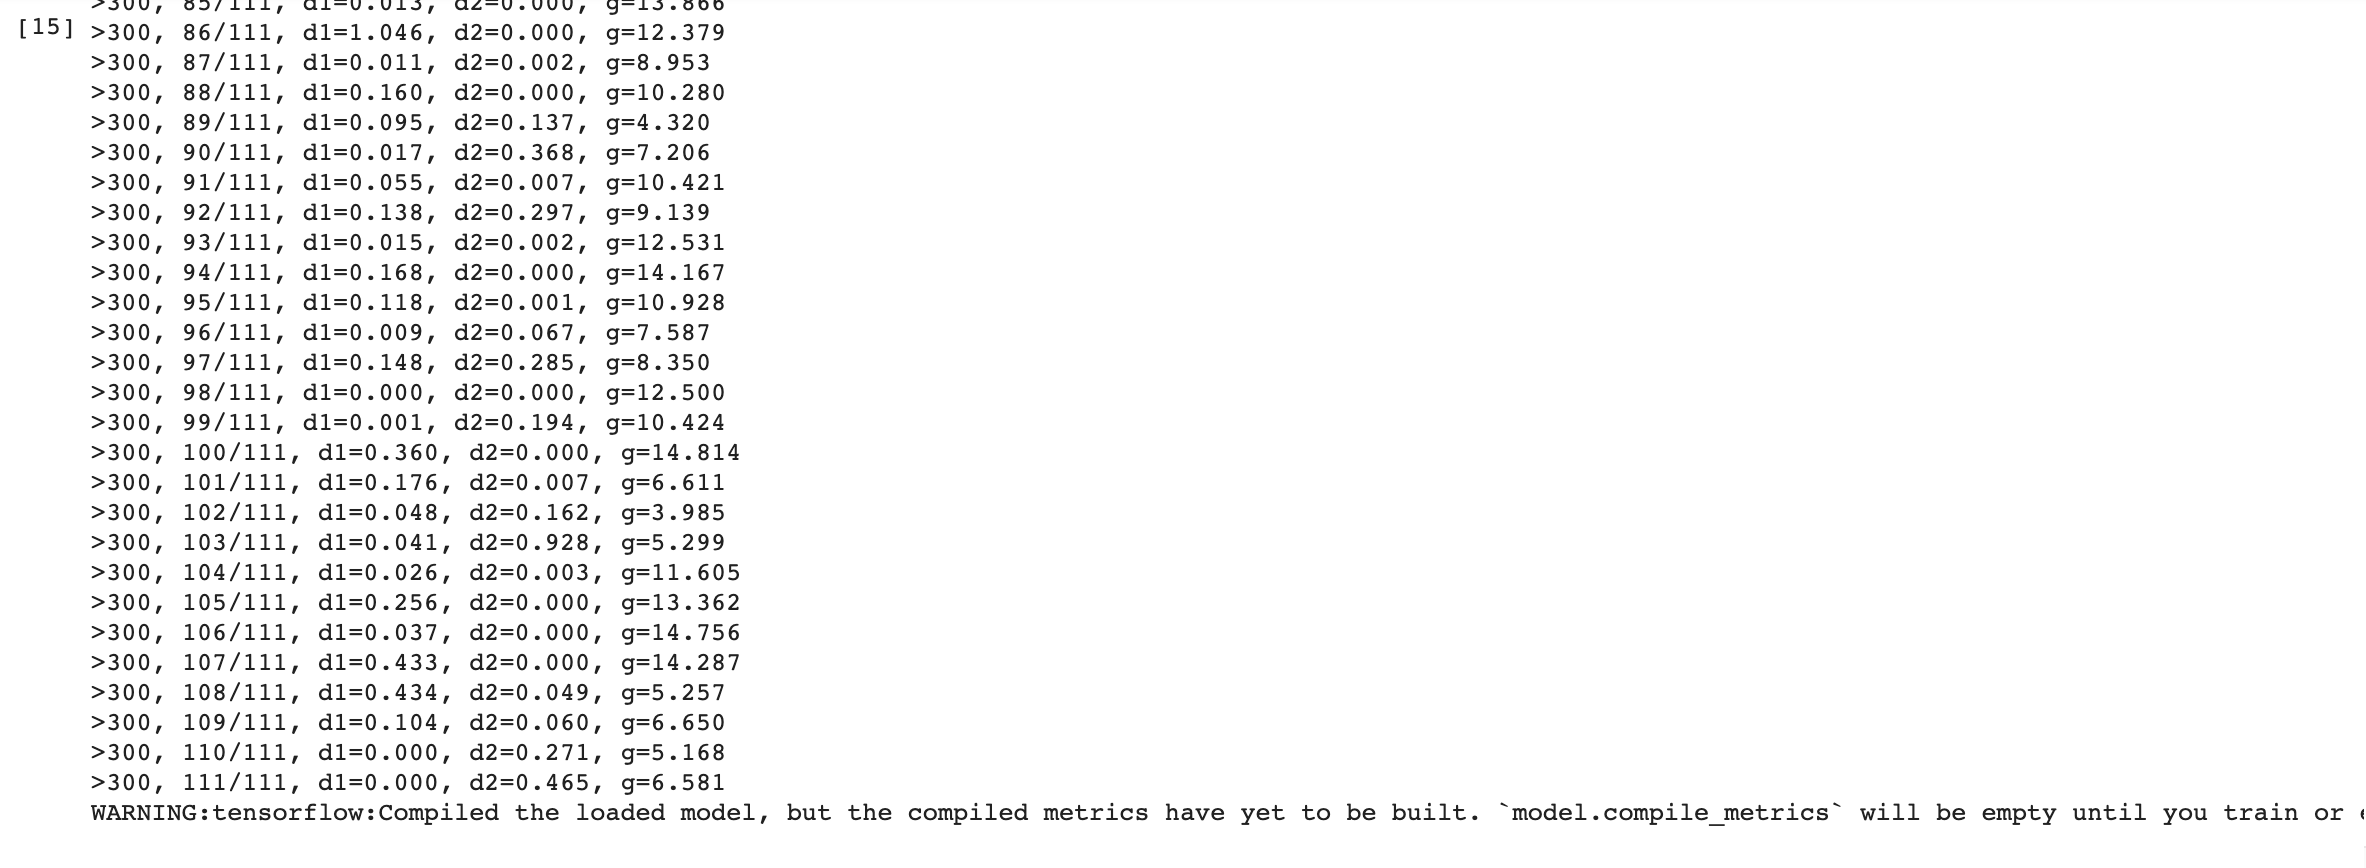 >300, 85/111, d1=0.013, d2=0.000, g=13.866
[15] >300, 86/111, d1=1.046, d2=0.000, g=12.379
>300, 87/111, d1=0.011, d2=0.002, g=8.953
>300, 88/111, d1=0.160, d2=0.000, g=10.280
>300, 89/111, d1=0.095, d2=0.137, g=4.320
>300, 90/111, d1=0.017, d2=0.368, g=7.206
>300, 91/111, d1=0.055, d2=0.007, g=10.421
>300, 92/111, d1=0.138, d2=0.297, g=9.139
>300, 93/111, d1=0.015, d2=0.002, g=12.531
>300, 94/111, d1=0.168, d2=0.000, g=14.167
>300, 95/111, d1=0.118, d2=0.001, g=10.928
>300, 96/111, d1=0.009, d2=0.067, g=7.587
>300, 97/111, d1=0.148, d2=0.285, g=8.350
>300, 98/111, d1=0.000, d2=0.000, g=12.500
>300, 99/111, d1=0.001, d2=0.194, g=10.424
>300, 100/111, d1=0.360, d2=0.000, g=14.814
>300, 101/111, d1=0.176, d2=0.007, g=6.611
>300, 102/111, d1=0.048, d2=0.162, g=3.985
>300, 103/111, d1=0.041, d2=0.928, g=5.299
>300, 104/111, d1=0.026, d2=0.003, g=11.605
>300, 105/111, d1=0.256, d2=0.000, g=13.362
>300, 106/111, d1=0.037, d2=0.000, g=14.756
>300, 107/111, d1=0.433, d2=0.000, g=14.287
>300, 108/111, d1=0.434, d2=0.049, g=5.257
>300, 109/111, d1=0.104, d2=0.060, g=6.650
>300, 110/111, d1=0.000, d2=0.271, g=5.168
>300, 111/111, d1=0.000, d2=0.465, g=6.581
WARNING:tensorflow:Compiled the loaded model, but the compiled metrics have yet to be built. `model.compile_metrics` will be empty until you train or